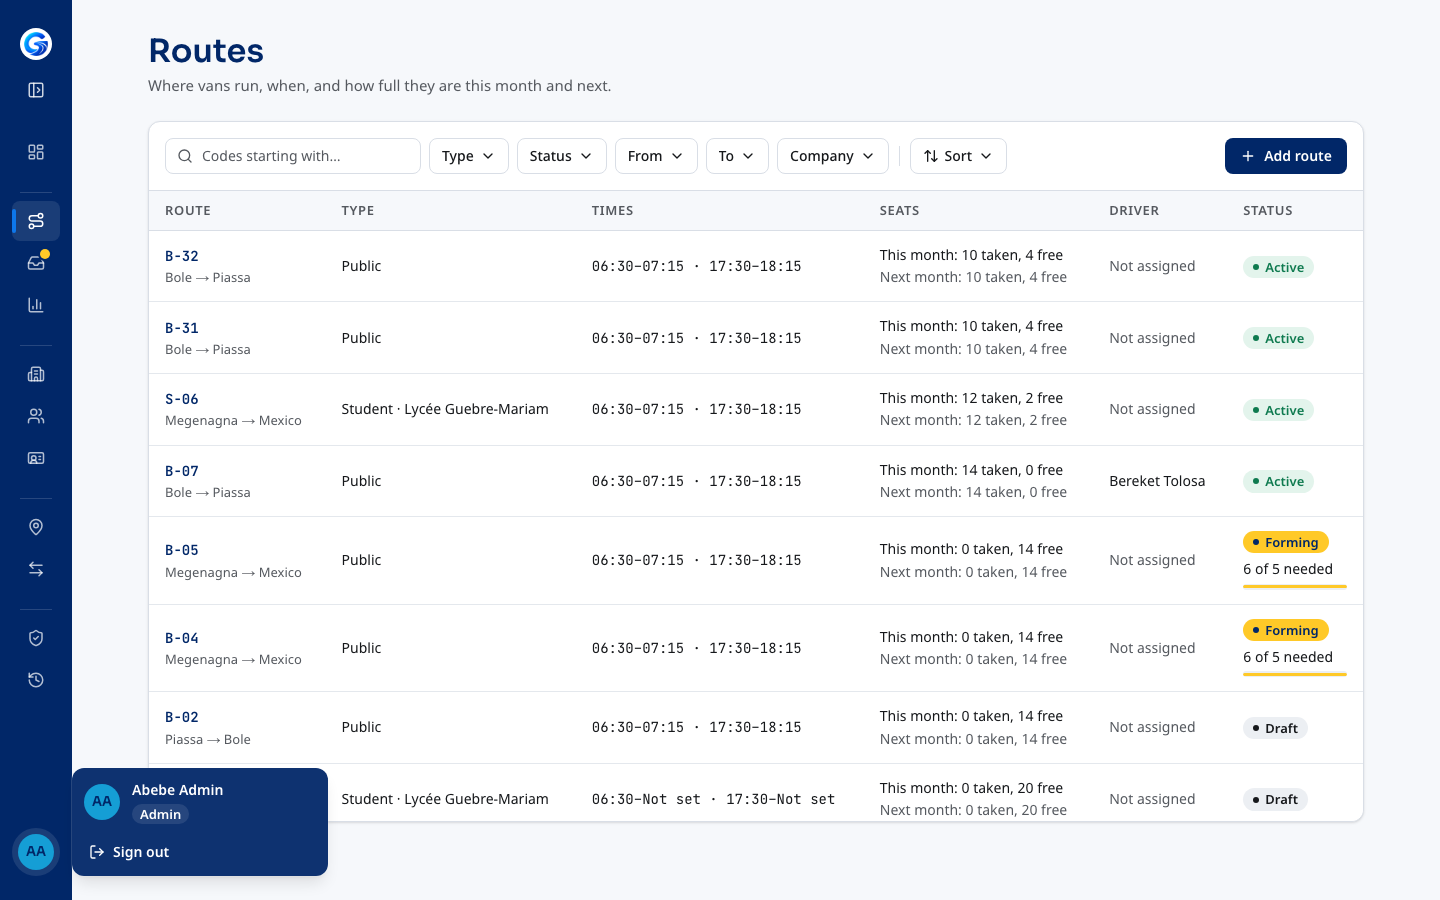 Routes
Where vans run, when, and how full they are this month and next.
Codes starting with...
Type
Status
From
To
Company
Sort
Add route
ROUTE TYPE TIMES SEATS DRIVER STATUS
B-32
Bole → Piassa
Public
06:30–07:15 · 17:30–18:15
This month: 10 taken, 4 free
Next month: 10 taken, 4 free
Not assigned
Active
B-31
Bole → Piassa
Public
06:30–07:15 · 17:30–18:15
This month: 10 taken, 4 free
Next month: 10 taken, 4 free
Not assigned
Active
S-06
Megenagna → Mexico
Student · Lycée Guebre-Mariam
06:30–07:15 · 17:30–18:15
This month: 12 taken, 2 free
Next month: 12 taken, 2 free
Not assigned
Active
B-07
Bole → Piassa
Public
06:30–07:15 · 17:30–18:15
This month: 14 taken, 0 free
Next month: 14 taken, 0 free
Bereket Tolosa
Active
B-05
Megenagna → Mexico
Public
06:30–07:15 · 17:30–18:15
This month: 0 taken, 14 free
Next month: 0 taken, 14 free
Not assigned
Forming
6 of 5 needed
B-04
Megenagna → Mexico
Public
06:30–07:15 · 17:30–18:15
This month: 0 taken, 14 free
Next month: 0 taken, 14 free
Not assigned
Forming
6 of 5 needed
B-02
Piassa → Bole
Public
06:30–07:15 · 17:30–18:15
This month: 0 taken, 14 free
Next month: 0 taken, 14 free
Not assigned
Draft
Student · Lycée Guebre-Mariam
06:30–Not set · 17:30–Not set
This month: 0 taken, 20 free
Next month: 0 taken, 20 free
Not assigned
Draft
AA
Abebe Admin
Admin
Sign out
AA